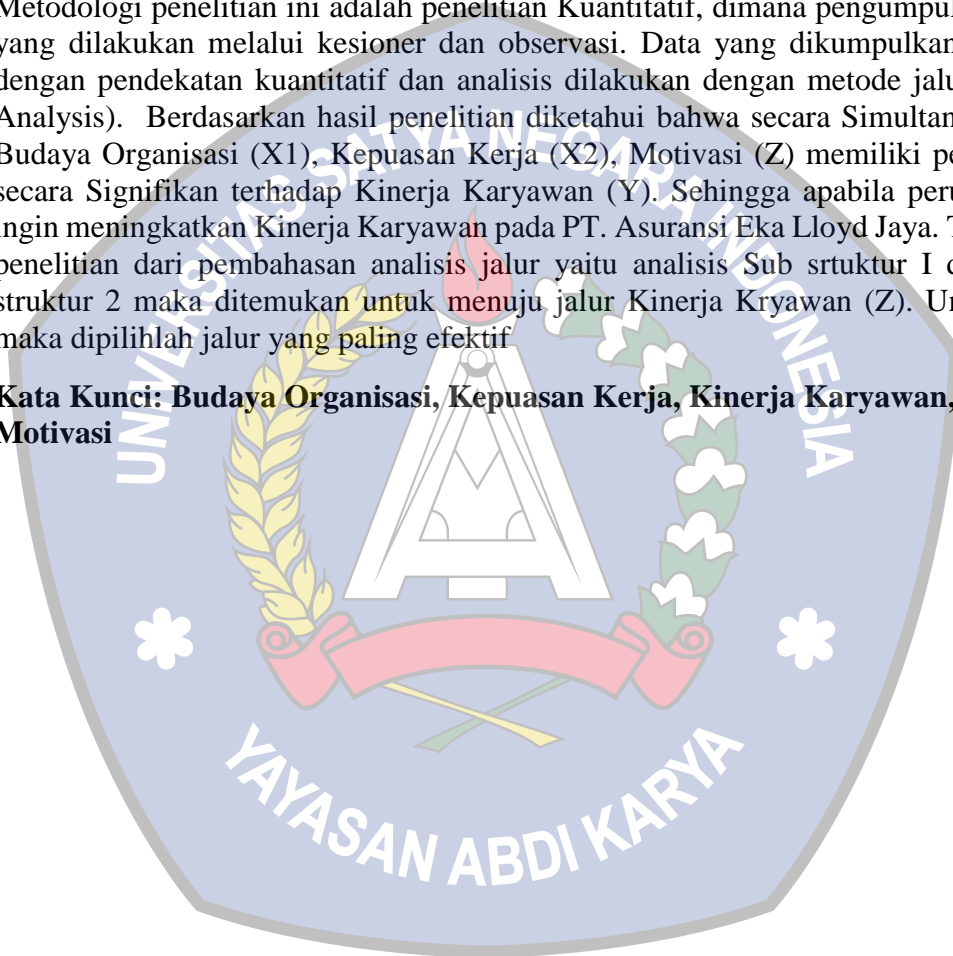 Metodologi penelitian ini adalah penelitian Kuantitatif, dimana pengumpul
yang dilakukan melalui kesioner dan observasi. Data yang dikumpulkan
dengan pendekatan kuantitatif dan analisis dilakukan dengan metode jalu
Analysis). Berdasarkan hasil penelitian diketahui bahwa secara Simultan
Budaya Organisasi (X1), Kepuasan Kerja (X2), Motivasi (Z) memiliki pe
secara Signifikan terhadap Kinerja Karyawan (Y). Sehingga apabila peru
ingin meningkatkan Kinerja Karyawan pada PT. Asuransi Eka Lloyd Jaya. T
penelitian dari pembahasan analisis jalur yaitu analisis Sub srtuktur I d
struktur 2 maka ditemukan untuk menuju jalur Kinerja Kryawan (Z). Un
maka dipilihlah jalur yang paling efektif
Kata Kunci: Budaya Organisasi, Kepuasan Kerja, Kinerja Karyawan,
Motivasi
UNIVERSITAS SATYA NEGARA INDONESIA
YAYASAN ABDI KARYA